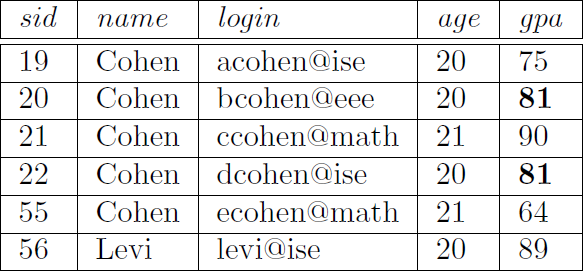 sid name login age gpa
19 Cohen acohen@ise 20 75
20 Cohen bcohen@eee 20 81
21 Cohen ccohen@math 21 90
22 Cohen dcohen@ise 20 81
55 Cohen ecohen@math 21 64
56 Levi levi@ise 20 89